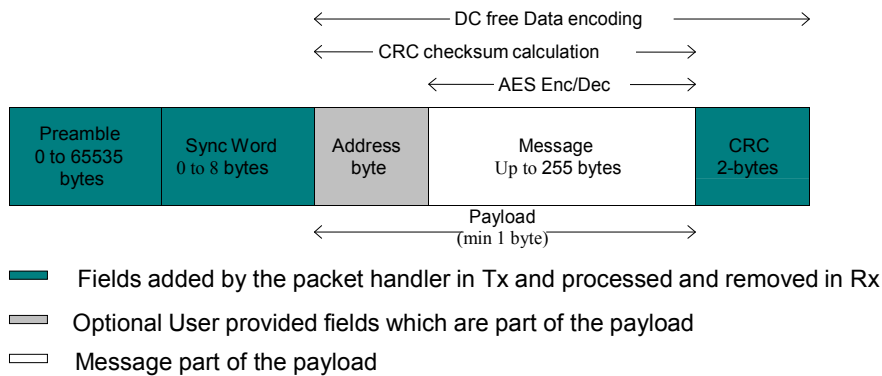 DC free Data encoding
CRC checksum calculation
AES Enc/Dec
Preamble
0 to 65535
bytes
Sync Word
0 to 8 bytes
Address
byte
Message
Up to 255 bytes
CRC
2-bytes
Payload
(min 1 byte)
Fields added by the packet handler in Tx and processed and removed in Rx
Optional User provided fields which are part of the payload
Message part of the payload